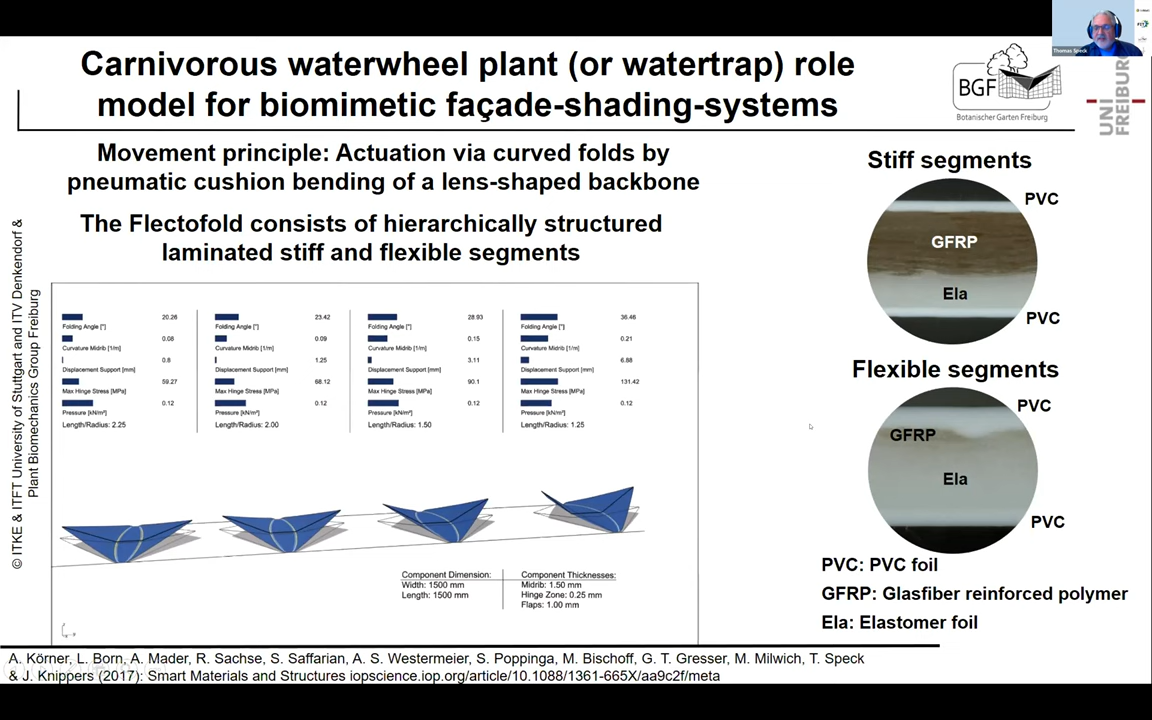 Carnivorous waterwheel plant (or watertrap) role
model for biomimetic façade-shading-systems
BGF
Botanischer Garten Freiburg
UNI
FREIBURG
Thomas Speck
Movement principle: Actuation via curved folds by
pneumatic cushion bending of a lens-shaped backbone
The Flectofold consists of hierarchically structured
laminated stiff and flexible segments
© ITKE & ITFT University of Stuttgart and ITV Denkendorf &
Plant Biomechanics Group Freiburg
20.26
Folding Angle [°]
0.08
Curvature Midrib [1/m]
0.8
Displacement Support [mm]
59.27
Max Hinge Stress [MPa]
0.12
Pressure [kN/m²]
Length/Radius: 2.25
23.42
Folding Angle [°]
0.09
Curvature Midrib [1/m]
1.25
Displacement Support [mm]
68.12
Max Hinge Stress [MPa]
0.12
Pressure [kN/m²]
Length/Radius: 2.00
28.93
Folding Angle [°]
0.15
Curvature Midrib [1/m]
3.11
Displacement Support [mm]
90.1
Max Hinge Stress [MPa]
0.12
Pressure [kN/m²]
Length/Radius: 1.50
36.46
Folding Angle [°]
0.21
Curvature Midrib [1/m]
6.88
Displacement Support [mm]
131.42
Max Hinge Stress [MPa]
0.12
Pressure [kN/m²]
Length/Radius: 1.25
Component Dimension:
Width: 1500 mm
Length: 1500 mm
Component Thicknesses:
Midrib: 1.50 mm
Hinge Zone: 0.25 mm
Flaps: 1.00 mm
Stiff segments
PVC
GFRP
Ela
PVC
Flexible segments
PVC
GFRP
Ela
PVC
PVC: PVC foil
GFRP: Glasfiber reinforced polymer
Ela: Elastomer foil
A. Körner, L. Born, A. Mader, R. Sachse, S. Saffarian, A. S. Westermeier, S. Poppinga, M. Bischoff, G. T. Gresser, M. Milwich, T. Speck
& J. Knippers (2017): Smart Materials and Structures iopscience.iop.org/article/10.1088/1361-665X/aa9c2f/meta